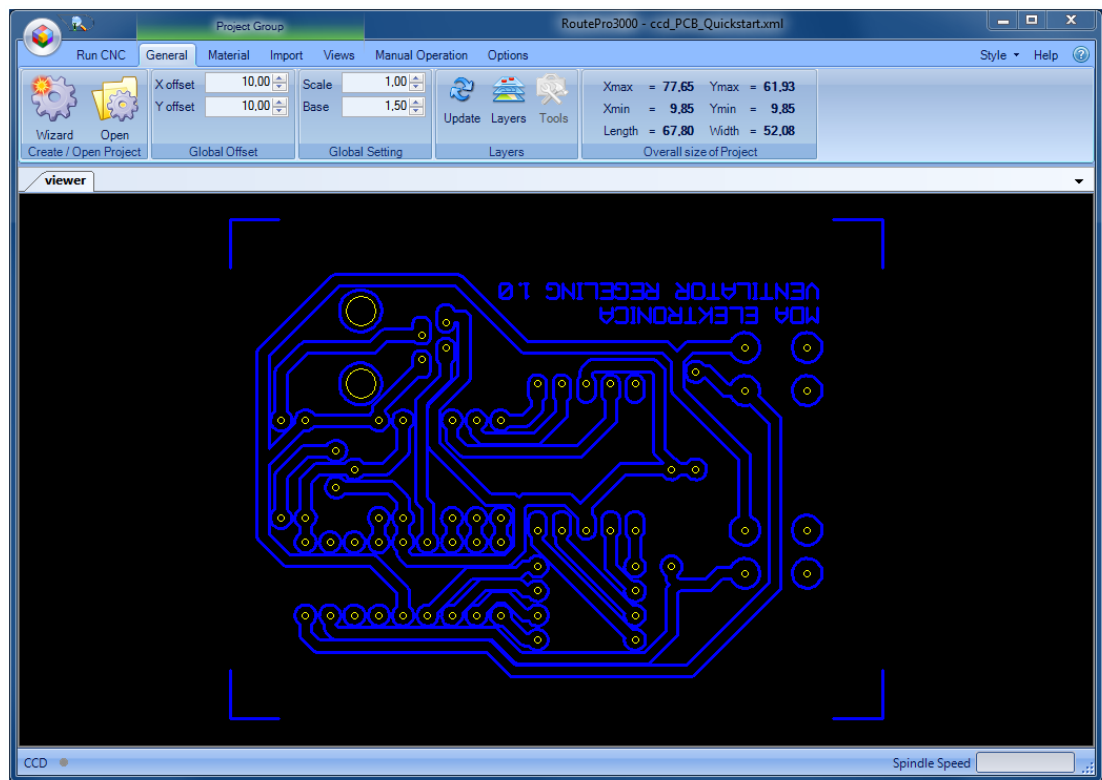 Project Group
RoutePro3000 - ccd_PCB_Quickstart.xml
Run CNC General Material Import Views Manual Operation Options Style Help
X offset 10,00 Scale 1,00 Xmax = 77,65 Ymax = 61,93
Y offset 10,00 Base 1,50 Xmin = 9,85 Ymin = 9,85
Wizard Open Update Layers Tools Length = 67,80 Width = 52,08
Create / Open Project Global Offset Global Setting Layers Overall size of Project
viewer
VENTILATOR REGELING 1.0
MDA ELEKTRONICA
CCD Spindle Speed